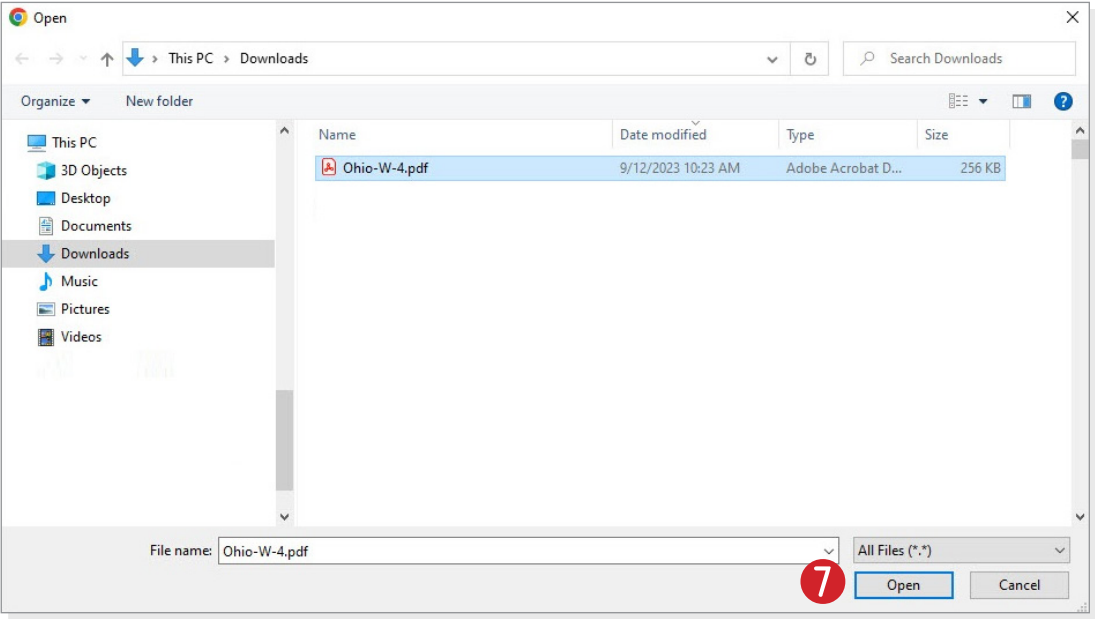 Open
This PC › Downloads
Search Downloads
Organize
New folder
?
This PC
3D Objects
Desktop
Documents
Downloads
Music
Pictures
Videos
Name Date modified Type Size
Ohio-W-4.pdf 9/12/2023 10:23 AM Adobe Acrobat D... 256 KB
File name: Ohio-W-4.pdf All Files (*.*)
7 Open Cancel